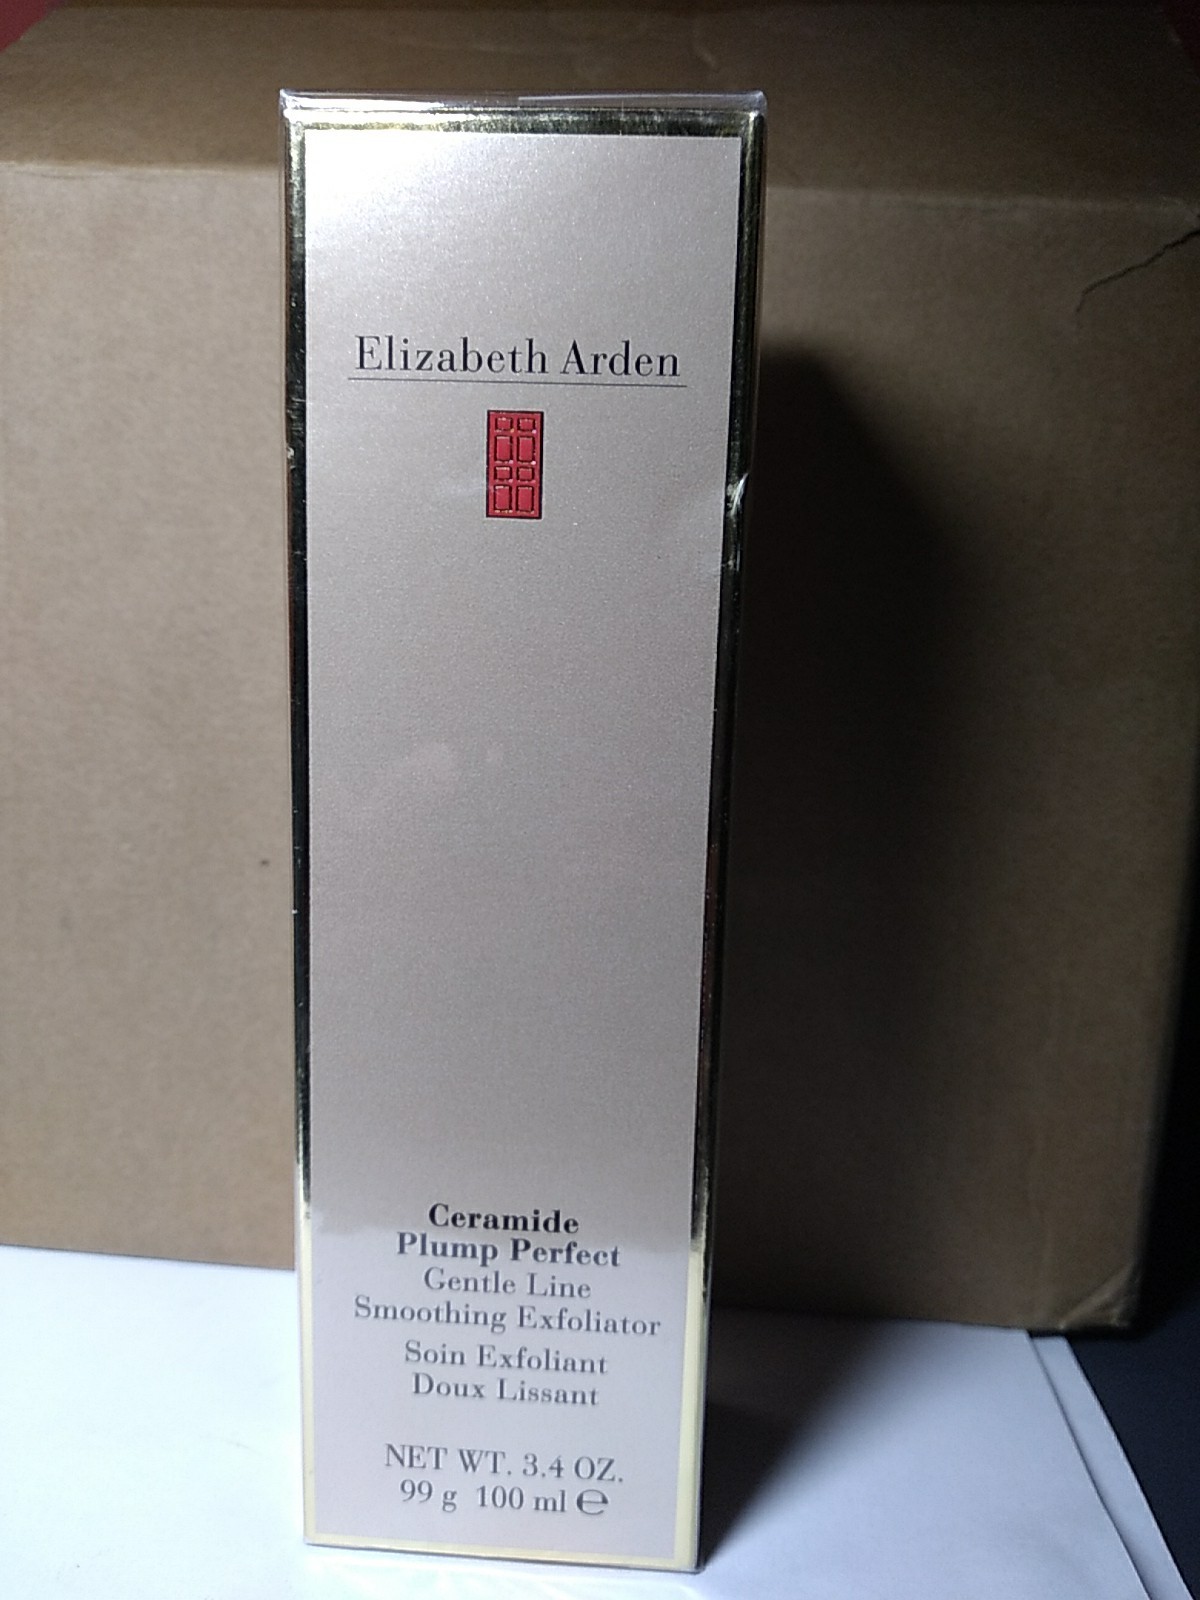 Elizabeth Arden
Ceramide
Plump Perfect
Gentle Line
Smoothing Exfoliator
Soin Exfoliant
Doux Lissant
NET WT. 3.4 OZ.
99 g 100 ml ℮